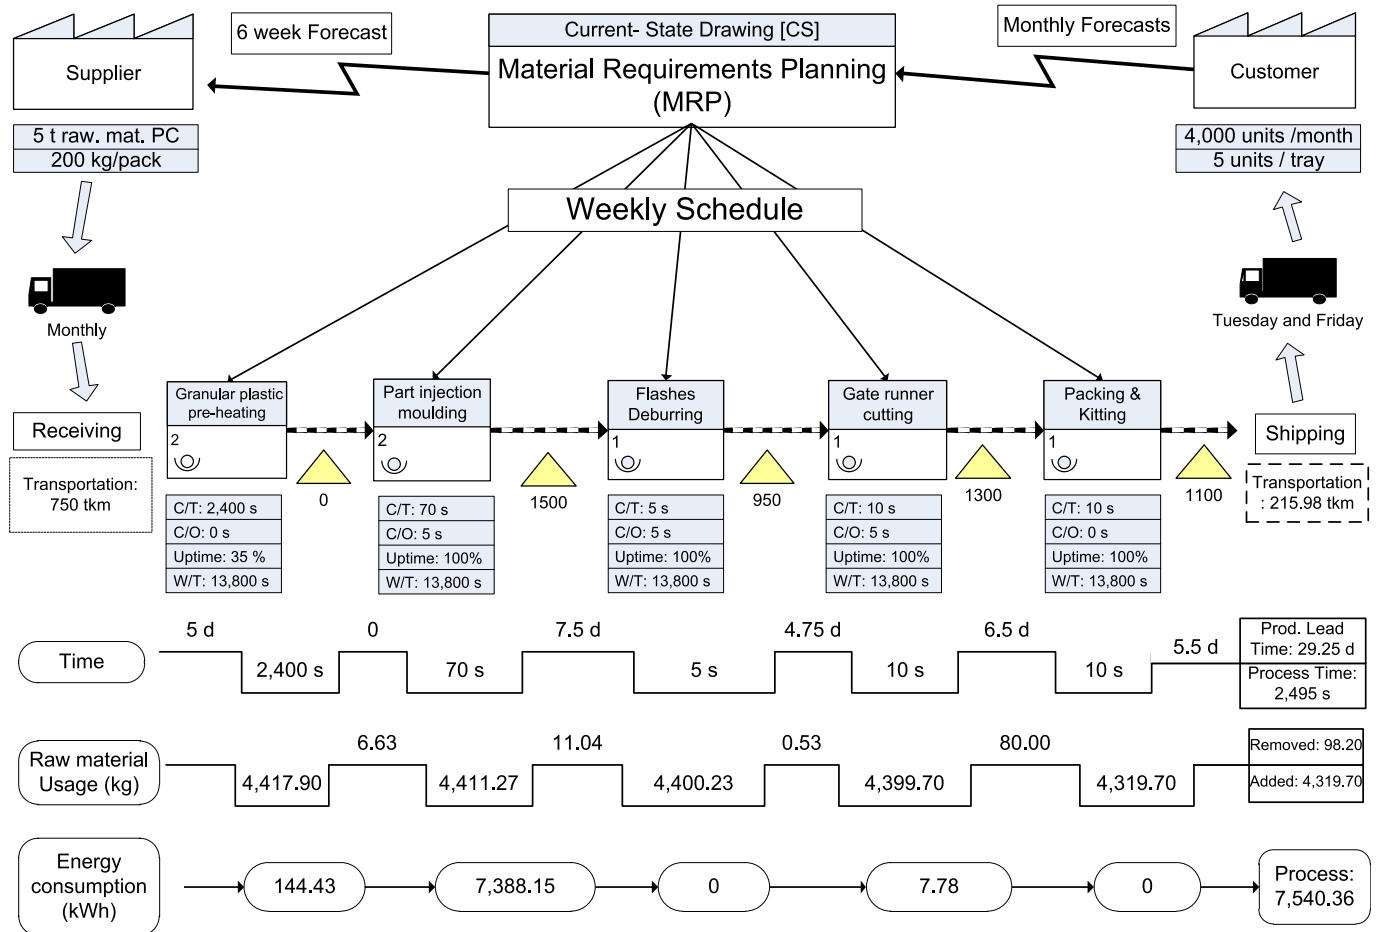 6 week Forecast
Current- State Drawing [CS]
Material Requirements Planning
(MRP)
Monthly Forecasts
Supplier
Customer
5 t raw. mat. PC
200 kg/pack
4,000 units /month
5 units / tray
Weekly Schedule
Monthly
Tuesday and Friday
Receiving
Transportation:
750 tkm
Granular plastic
pre-heating
2
0
C/T: 2,400 s
C/O: 0 s
Uptime: 35 %
W/T: 13,800 s
Part injection
moulding
2
1500
C/T: 70 s
C/O: 5 s
Uptime: 100%
W/T: 13,800 s
Flashes
Deburring
1
950
C/T: 5 s
C/O: 5 s
Uptime: 100%
W/T: 13,800 s
Gate runner
cutting
1
1300
C/T: 10 s
C/O: 5 s
Uptime: 100%
W/T: 13,800 s
Packing &
Kitting
1
1100
C/T: 10 s
C/O: 0 s
Uptime: 100%
W/T: 13,800 s
Shipping
Transportation
: 215.98 tkm
Time
5 d
2,400 s
0
70 s
7.5 d
5 s
4.75 d
10 s
6.5 d
10 s
5.5 d
Prod. Lead
Time: 29.25 d
Process Time:
2,495 s
Raw material
Usage (kg)
4,417.90
6.63
4,411.27
11.04
4,400.23
0.53
4,399.70
80.00
4,319.70
Removed: 98.20
Added: 4,319.70
Energy
consumption
(kWh)
144.43
7,388.15
0
7.78
0
Process:
7,540.36